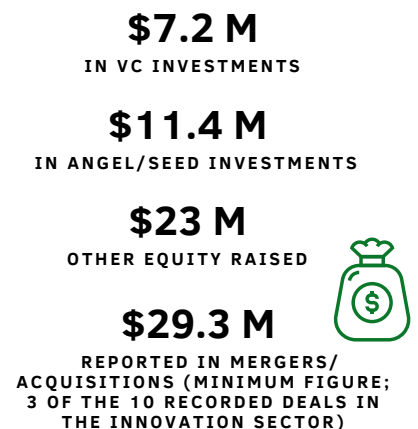 $7.2 M
IN VC INVESTMENTS
$11.4 M
IN ANGEL/SEED INVESTMENTS
$23 M
OTHER EQUITY RAISED
$
$29.3 M
REPORTED IN MERGERS/
ACQUISITIONS (MINIMUM FIGURE;
3 OF THE 10 RECORDED DEALS IN
THE INNOVATION SECTOR)